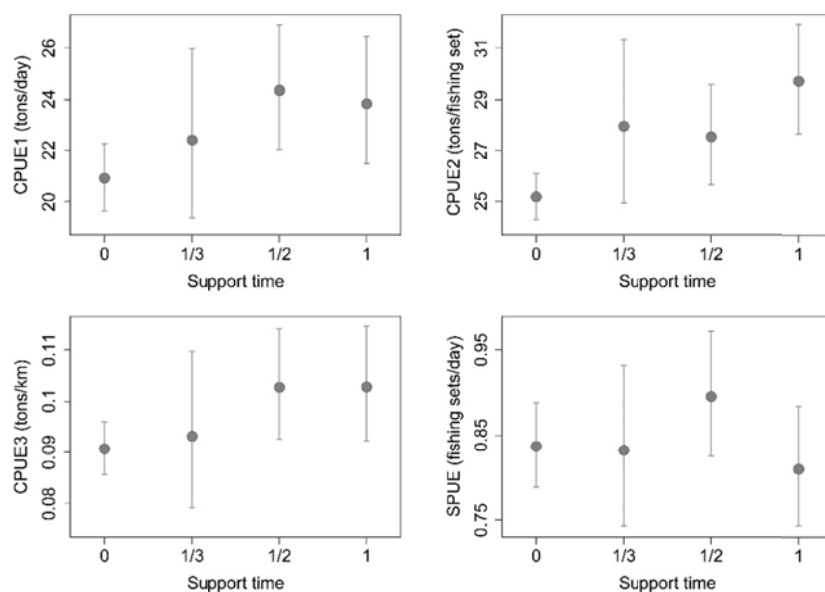 CPUE1 (tons/day)
26
24
22
20
0 1/3 1/2 1
Support time
CPUE2 (tons/fishing set)
31
29
27
25
0 1/3 1/2 1
Support time
CPUE3 (tons/km)
0.11
0.1
0.09
0.08
0 1/3 1/2 1
Support time
SPUE (fishing sets/day)
0.95
0.85
0.75
0 1/3 1/2 1
Support time